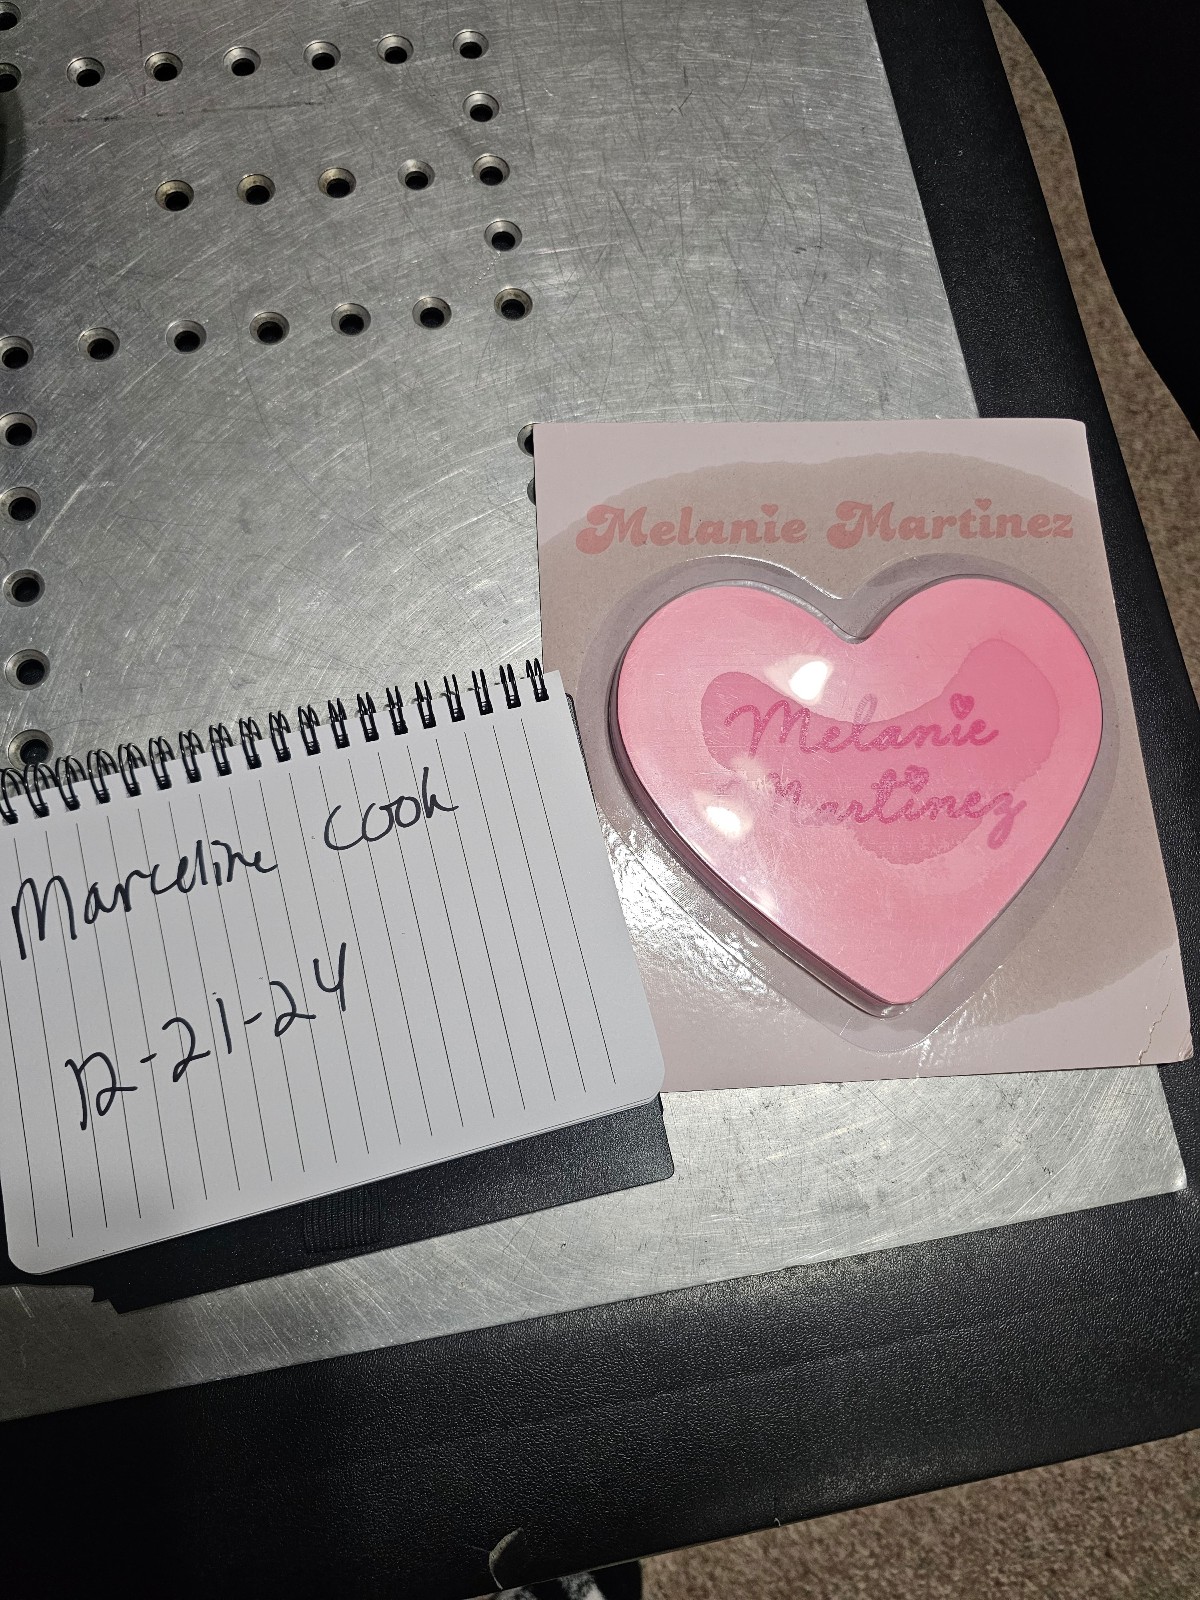 Melanie Martinez
Melanie
Martinez
Marceline Cook
12-21-24